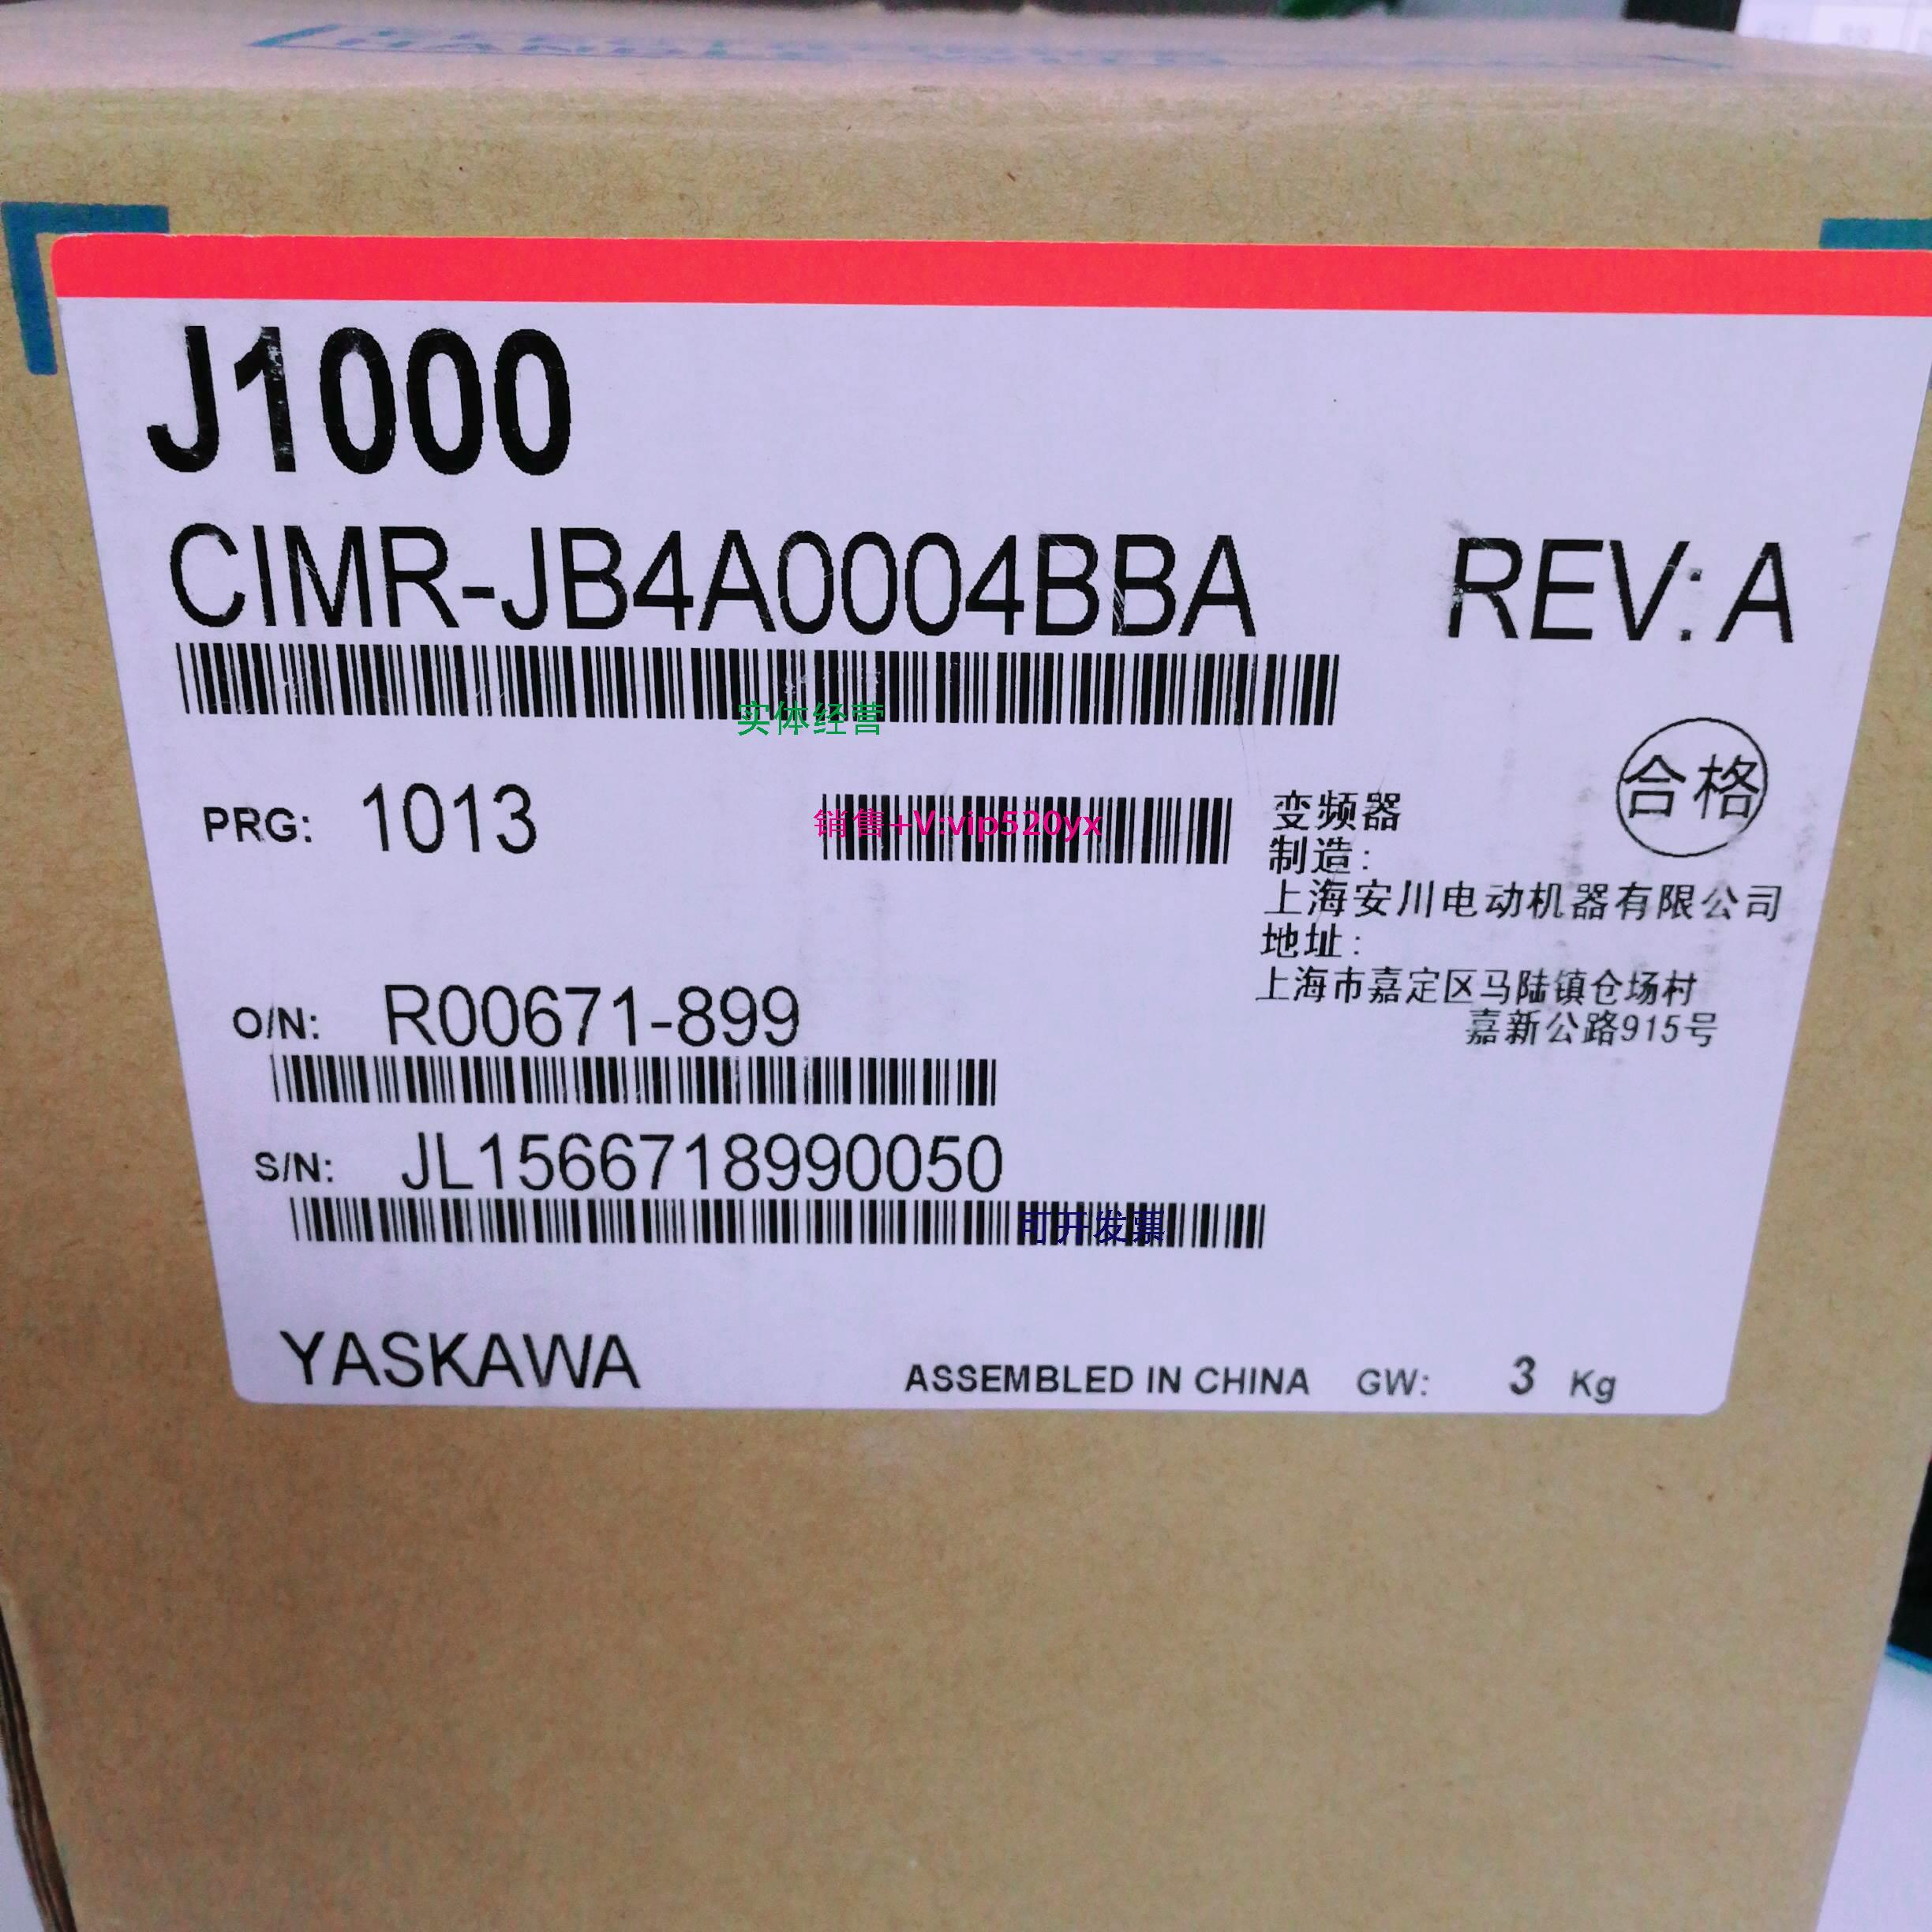 J1000
CIMR-JB4A0004BBA REV:A
实体经营
合格
PRG: 1013
销售+V:vip520yx
变频器
制造:
上海安川电动机器有限公司
地址:
上海市嘉定区马陆镇仓场村
嘉新公路915号
O/N: R00671-899
S/N: JL1566718990050
可开发票
YASKAWA ASSEMBLED IN CHINA GW: 3 Kg